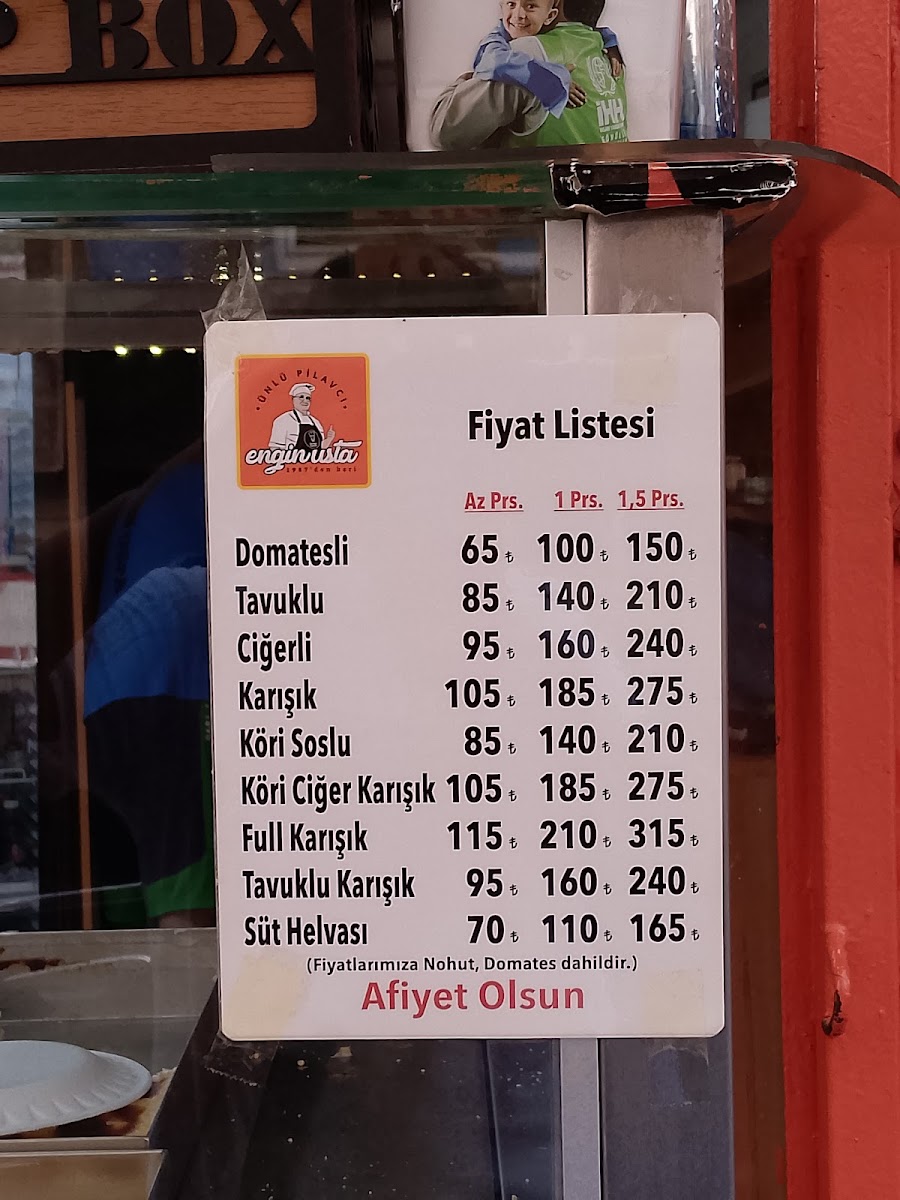 BOX
İHH
ÜNLÜ PİLAVCI
engin usta
1987'den beri
Fiyat Listesi
Az Prs. 1 Prs. 1,5 Prs.
Domatesli 65 ₺ 100 ₺ 150 ₺
Tavuklu 85 ₺ 140 ₺ 210 ₺
Ciğerli 95 ₺ 160 ₺ 240 ₺
Karışık 105 ₺ 185 ₺ 275 ₺
Köri Soslu 85 ₺ 140 ₺ 210 ₺
Köri Ciğer Karışık 105 ₺ 185 ₺ 275 ₺
Full Karışık 115 ₺ 210 ₺ 315 ₺
Tavuklu Karışık 95 ₺ 160 ₺ 240 ₺
Süt Helvası 70 ₺ 110 ₺ 165 ₺
(Fiyatlarımıza Nohut, Domates dahildir.)
Afiyet Olsun